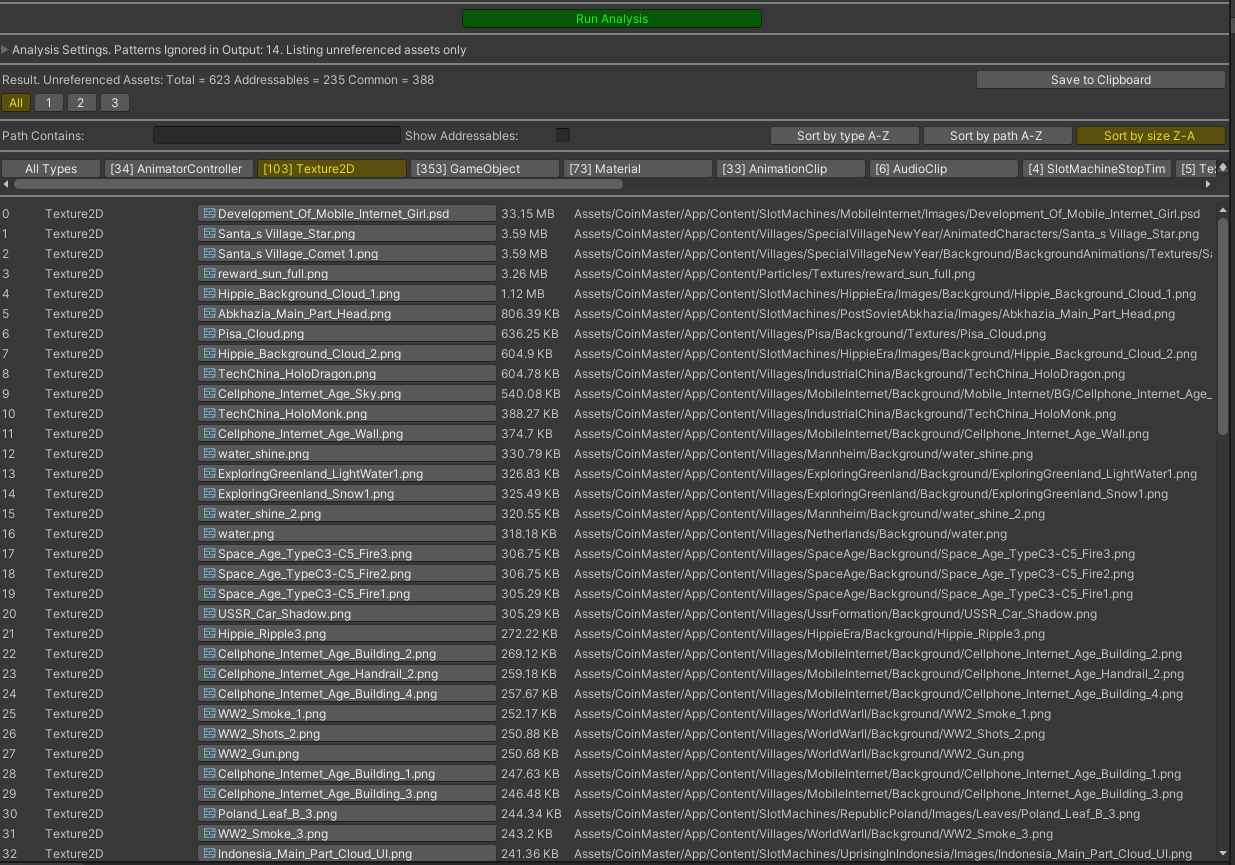 Run Analysis
Analysis Settings. Patterns Ignored in Output: 14. Listing unreferenced assets only
Result. Unreferenced Assets: Total = 623 Addressables = 235 Common = 388 Save to Clipboard
All 1 2 3
Path Contains: Show Addressables: Sort by type A-Z Sort by path A-Z Sort by size Z-A
All Types [34] AnimatorController [103] Texture2D [353] GameObject [73] Material [33] AnimationClip [6] AudioClip [4] SlotMachineStopTim [5] Te
0 Texture2D Development_Of_Mobile_Internet_Girl.psd 33.15 MB Assets/CoinMaster/App/Content/SlotMachines/MobileInternet/Images/Development_Of_Mobile_Internet_Girl.psd
1 Texture2D Santa_s Village_Star.png 3.59 MB Assets/CoinMaster/App/Content/Villages/SpecialVillageNewYear/AnimatedCharacters/Santa_s Village_Star.png
2 Texture2D Santa_s Village_Comet 1.png 3.59 MB Assets/CoinMaster/App/Content/Villages/SpecialVillageNewYear/Background/BackgroundAnimations/Textures/Sa
3 Texture2D reward_sun_full.png 3.26 MB Assets/CoinMaster/App/Content/Particles/Textures/reward_sun_full.png
4 Texture2D Hippie_Background_Cloud_1.png 1.12 MB Assets/CoinMaster/App/Content/SlotMachines/HippieEra/Images/Background/Hippie_Background_Cloud_1.png
5 Texture2D Abkhazia_Main_Part_Head.png 806.39 KB Assets/CoinMaster/App/Content/SlotMachines/PostSovietAbkhazia/Images/Abkhazia_Main_Part_Head.png
6 Texture2D Pisa_Cloud.png 636.25 KB Assets/CoinMaster/App/Content/Villages/Pisa/Background/Textures/Pisa_Cloud.png
7 Texture2D Hippie_Background_Cloud_2.png 604.9 KB Assets/CoinMaster/App/Content/SlotMachines/HippieEra/Images/Background/Hippie_Background_Cloud_2.png
8 Texture2D TechChina_HoloDragon.png 604.78 KB Assets/CoinMaster/App/Content/Villages/IndustrialChina/Background/TechChina_HoloDragon.png
9 Texture2D Cellphone_Internet_Age_Sky.png 540.08 KB Assets/CoinMaster/App/Content/Villages/MobileInternet/Background/Mobile_Internet/BG/Cellphone_Internet_Age_
10 Texture2D TechChina_HoloMonk.png 388.27 KB Assets/CoinMaster/App/Content/Villages/IndustrialChina/Background/TechChina_HoloMonk.png
11 Texture2D Cellphone_Internet_Age_Wall.png 374.7 KB Assets/CoinMaster/App/Content/Villages/MobileInternet/Background/Cellphone_Internet_Age_Wall.png
12 Texture2D water_shine.png 330.79 KB Assets/CoinMaster/App/Content/Villages/Mannheim/Background/water_shine.png
13 Texture2D ExploringGreenland_LightWater1.png 326.83 KB Assets/CoinMaster/App/Content/Villages/ExploringGreenland/Background/ExploringGreenland_LightWater1.png
14 Texture2D ExploringGreenland_Snow1.png 325.49 KB Assets/CoinMaster/App/Content/Villages/ExploringGreenland/Background/ExploringGreenland_Snow1.png
15 Texture2D water_shine_2.png 320.55 KB Assets/CoinMaster/App/Content/Villages/Mannheim/Background/water_shine_2.png
16 Texture2D water.png 318.18 KB Assets/CoinMaster/App/Content/Villages/Netherlands/Background/water.png
17 Texture2D Space_Age_TypeC3-C5_Fire3.png 306.75 KB Assets/CoinMaster/App/Content/Villages/SpaceAge/Background/Space_Age_TypeC3-C5_Fire3.png
18 Texture2D Space_Age_TypeC3-C5_Fire2.png 306.75 KB Assets/CoinMaster/App/Content/Villages/SpaceAge/Background/Space_Age_TypeC3-C5_Fire2.png
19 Texture2D Space_Age_TypeC3-C5_Fire1.png 305.29 KB Assets/CoinMaster/App/Content/Villages/SpaceAge/Background/Space_Age_TypeC3-C5_Fire1.png
20 Texture2D USSR_Car_Shadow.png 305.29 KB Assets/CoinMaster/App/Content/Villages/UssrFormation/Background/USSR_Car_Shadow.png
21 Texture2D Hippie_Ripple3.png 272.22 KB Assets/CoinMaster/App/Content/Villages/HippieEra/Background/Hippie_Ripple3.png
22 Texture2D Cellphone_Internet_Age_Building_2.png 269.12 KB Assets/CoinMaster/App/Content/Villages/MobileInternet/Background/Cellphone_Internet_Age_Building_2.png
23 Texture2D Cellphone_Internet_Age_Handrail_2.png 259.18 KB Assets/CoinMaster/App/Content/Villages/MobileInternet/Background/Cellphone_Internet_Age_Handrail_2.png
24 Texture2D Cellphone_Internet_Age_Building_4.png 257.67 KB Assets/CoinMaster/App/Content/Villages/MobileInternet/Background/Cellphone_Internet_Age_Building_4.png
25 Texture2D WW2_Smoke_1.png 252.17 KB Assets/CoinMaster/App/Content/Villages/WorldWarII/Background/WW2_Smoke_1.png
26 Texture2D WW2_Shots_2.png 250.88 KB Assets/CoinMaster/App/Content/Villages/WorldWarII/Background/WW2_Shots_2.png
27 Texture2D WW2_Gun.png 250.68 KB Assets/CoinMaster/App/Content/Villages/WorldWarII/Background/WW2_Gun.png
28 Texture2D Cellphone_Internet_Age_Building_1.png 247.63 KB Assets/CoinMaster/App/Content/Villages/MobileInternet/Background/Cellphone_Internet_Age_Building_1.png
29 Texture2D Cellphone_Internet_Age_Building_3.png 246.48 KB Assets/CoinMaster/App/Content/Villages/MobileInternet/Background/Cellphone_Internet_Age_Building_3.png
30 Texture2D Poland_Leaf_B_3.png 244.34 KB Assets/CoinMaster/App/Content/SlotMachines/RepublicPoland/Images/Leaves/Poland_Leaf_B_3.png
31 Texture2D WW2_Smoke_3.png 243.2 KB Assets/CoinMaster/App/Content/Villages/WorldWarII/Background/WW2_Smoke_3.png
32 Texture2D Indonesia_Main_Part_Cloud_UI.png 241.36 KB Assets/CoinMaster/App/Content/SlotMachines/UprisingInIndonesia/Images/Indonesia_Main_Part_Cloud_UI.png